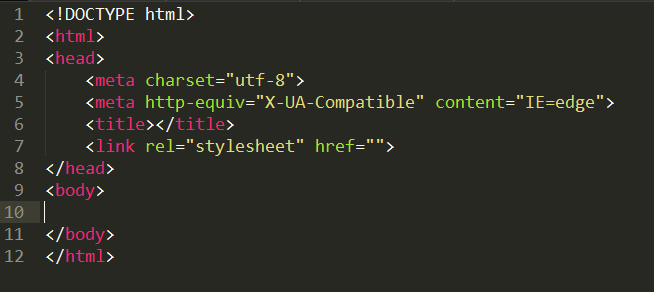 1 <!DOCTYPE html>
2 <html>
3 <head>
4     <meta charset="utf-8">
5     <meta http-equiv="X-UA-Compatible" content="IE=edge">
6     <title></title>
7     <link rel="stylesheet" href="">
8 </head>
9 <body>
10
11 </body>
12 </html>